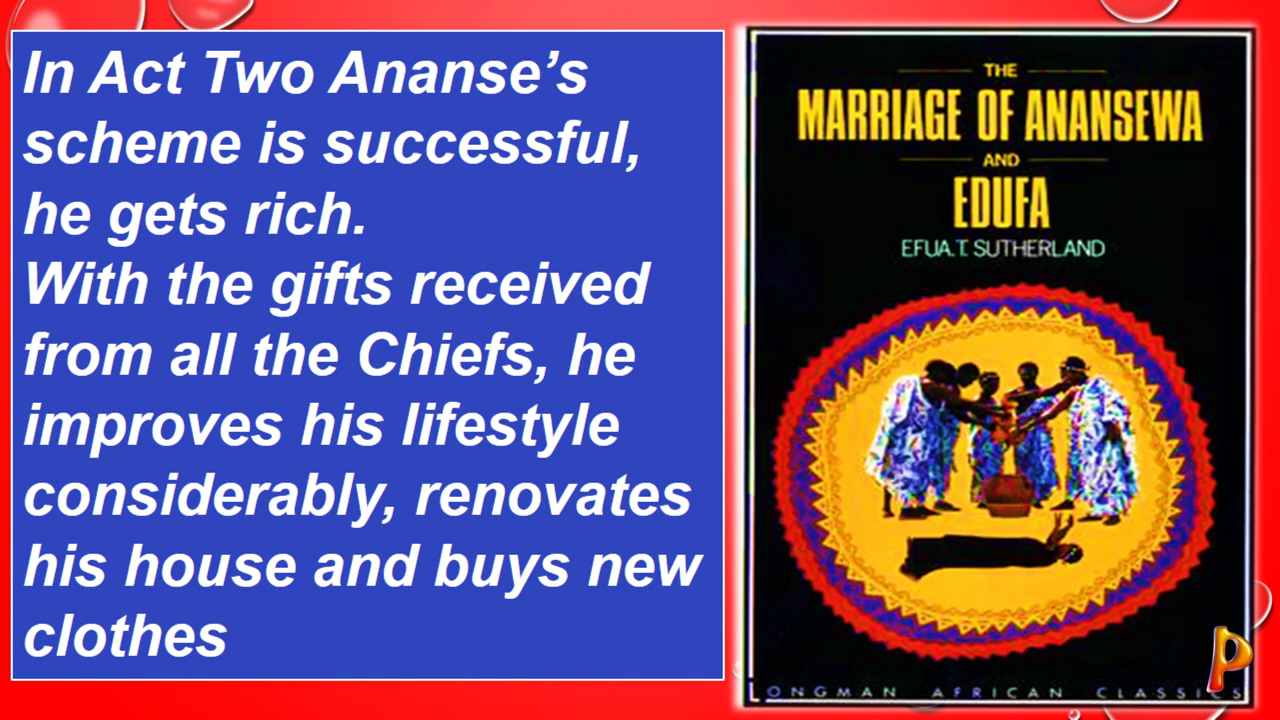 In Act Two Ananse’s
scheme is successful,
he gets rich.
With the gifts received
from all the Chiefs, he
improves his lifestyle
considerably, renovates
his house and buys new
clothes
THE
MARRIAGE OF ANANSEWA
AND
EDUFA
EFUA.T. SUTHERLAND
LONGMAN AFRICAN CLASSICS
P